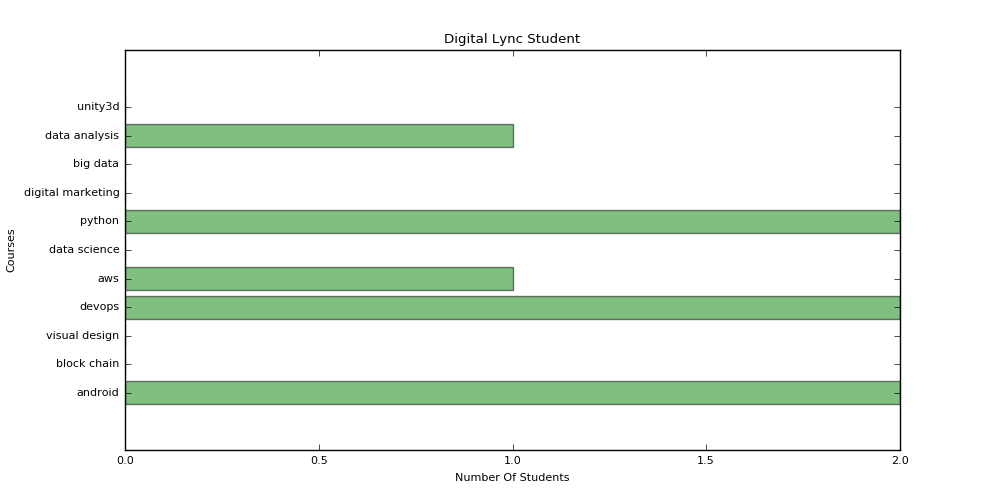 Digital Lync Student
unity3d
data analysis
big data
digital marketing
python
data science
aws
devops
visual design
block chain
android
Courses
0.0 0.5 1.0 1.5 2.0
Number Of Students